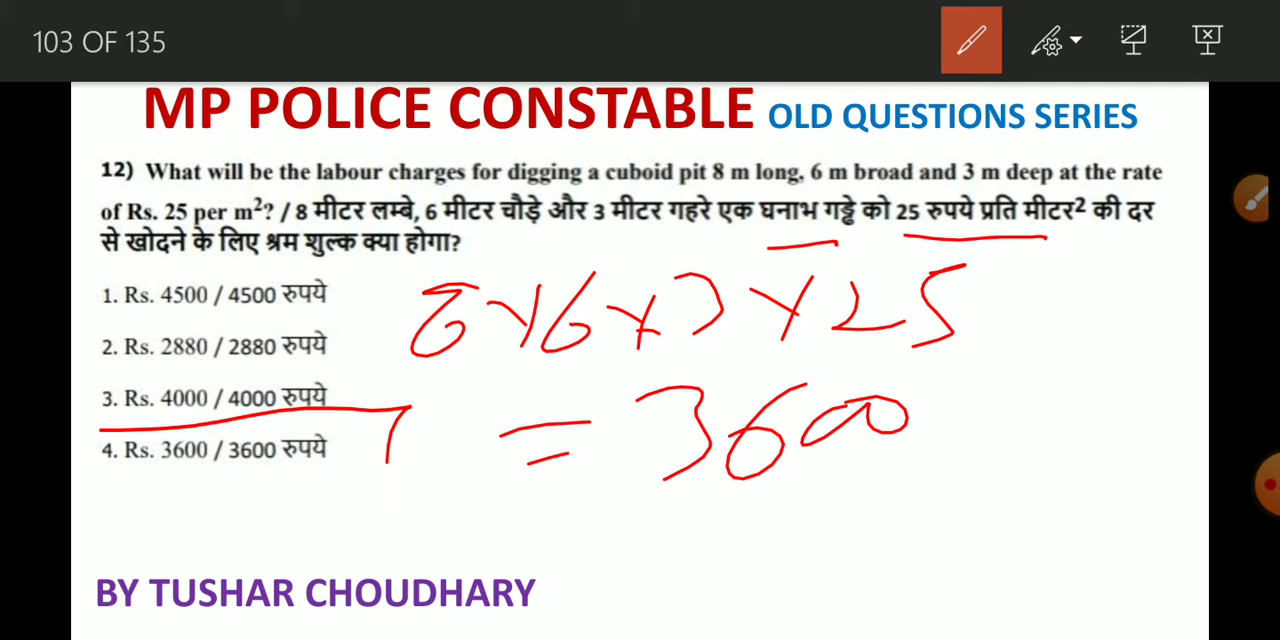 103 OF 135
MP POLICE CONSTABLE OLD QUESTIONS SERIES
12) What will be the labour charges for digging a cuboid pit 8 m long, 6 m broad and 3 m deep at the rate
of Rs. 25 per m²? / 8 मीटर लम्बे, 6 मीटर चौड़े और 3 मीटर गहरे एक घनाभ गड्ढे को 25 रुपये प्रति मीटर² की दर
से खोदने के लिए श्रम शुल्क क्या होगा?
1. Rs. 4500 / 4500 रुपये
8×6×3×25
2. Rs. 2880 / 2880 रुपये
3. Rs. 4000 / 4000 रुपये
= 3600
4. Rs. 3600 / 3600 रुपये
BY TUSHAR CHOUDHARY